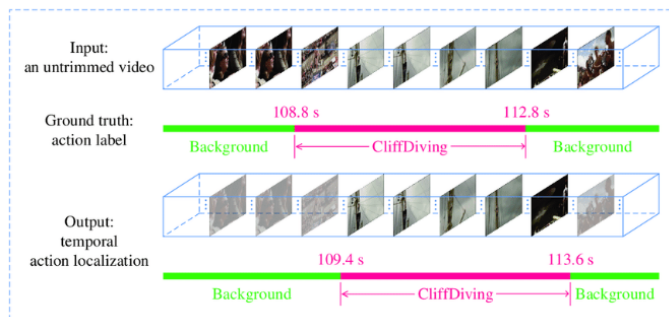 Input:
an untrimmed video
Ground truth:
action label
108.8 s
112.8 s
Background
CliffDiving
Background
Output:
temporal
action localization
109.4 s
113.6 s
Background
CliffDiving
Background